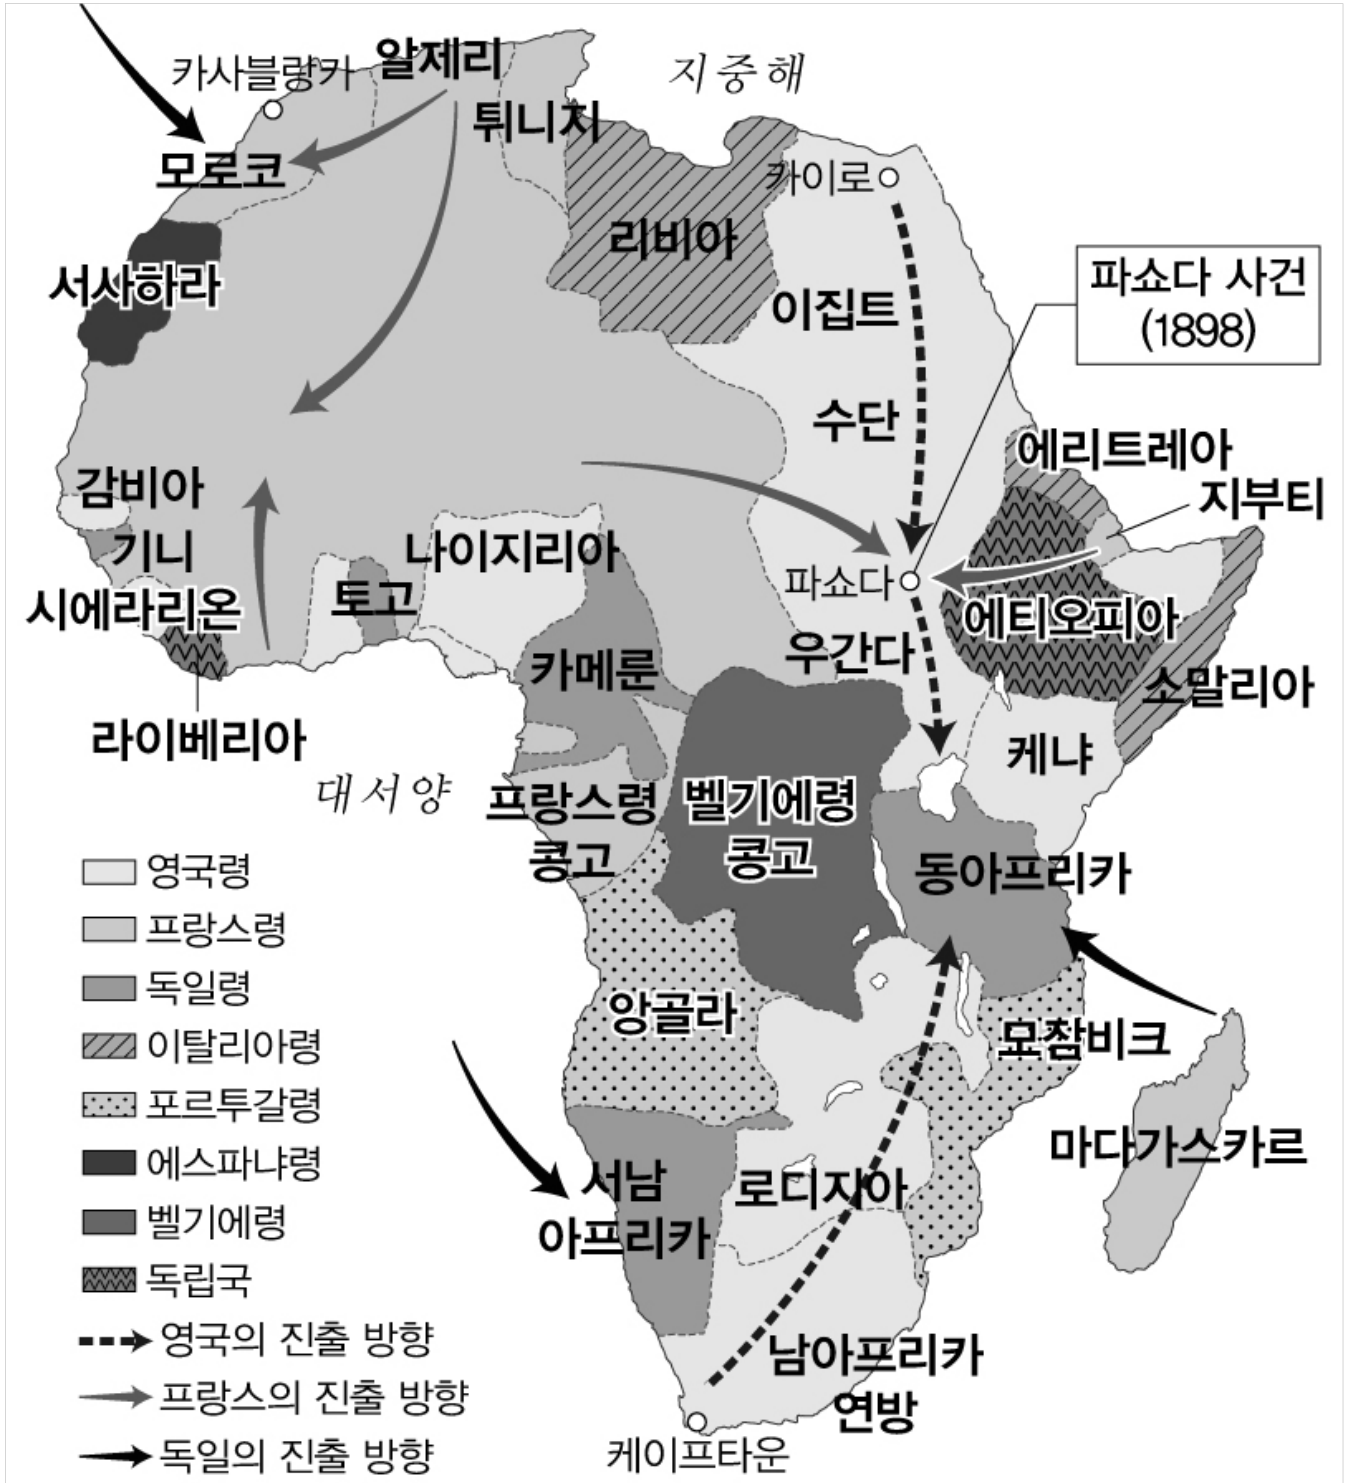 카사블랑카
알제리
지중해
튀니지
모로코
카이로
리비아
서사하라
이집트
파쇼다 사건
(1898)
수단
에리트레아
지부티
감비아
기니
나이지리아
시에라리온
토고
파쇼다
에티오피아
우간다
카메룬
소말리아
라이베리아
케냐
대서양
프랑스령
콩고
벨기에령
콩고
동아프리카
앙골라
모잠비크
마다가스카르
서남
아프리카
로디지아
남아프리카
연방
케이프타운
영국령
프랑스령
독일령
이탈리아령
포르투갈령
에스파냐령
벨기에령
독립국
영국의 진출 방향
프랑스의 진출 방향
독일의 진출 방향